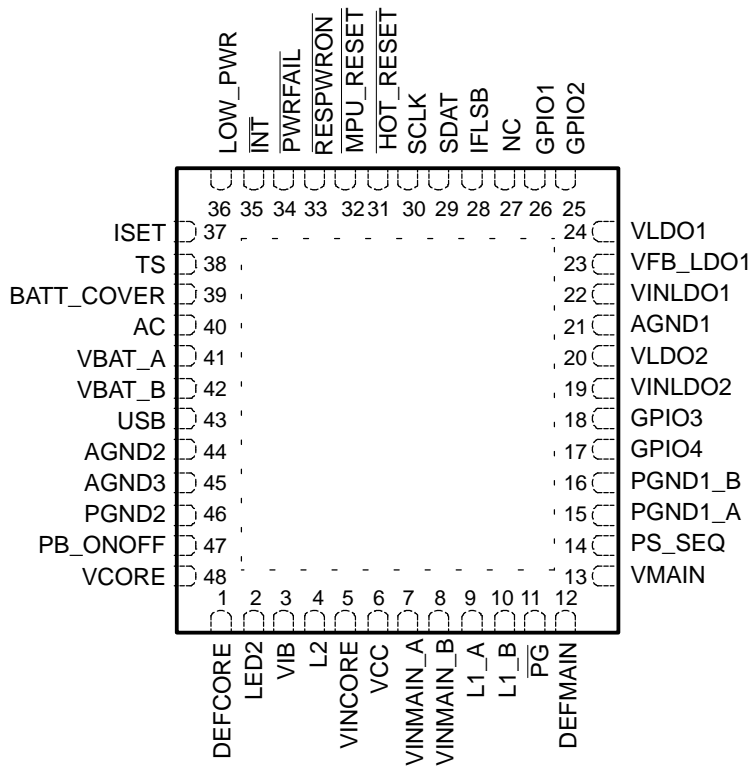 LOW_PWR
INT
PWRFAIL
RESPWRON
MPU_RESET
HOT_RESET
SCLK
SDAT
IFLSB
NC
GPIO1
GPIO2
36 35 34 33 32 31 30 29 28 27 26 25
ISET 37 24 VLDO1
TS 38 23 VFB_LDO1
BATT_COVER 39 22 VINLDO1
AC 40 21 AGND1
VBAT_A 41 20 VLDO2
VBAT_B 42 19 VINLDO2
USB 43 18 GPIO3
AGND2 44 17 GPIO4
AGND3 45 16 PGND1_B
PGND2 46 15 PGND1_A
PB_ONOFF 47 14 PS_SEQ
VCORE 48 13 VMAIN
1 2 3 4 5 6 7 8 9 10 11 12
DEFCORE
LED2
VIB
L2
VINCORE
VCC
VINMAIN_A
VINMAIN_B
L1_A
L1_B
PG
DEFMAIN